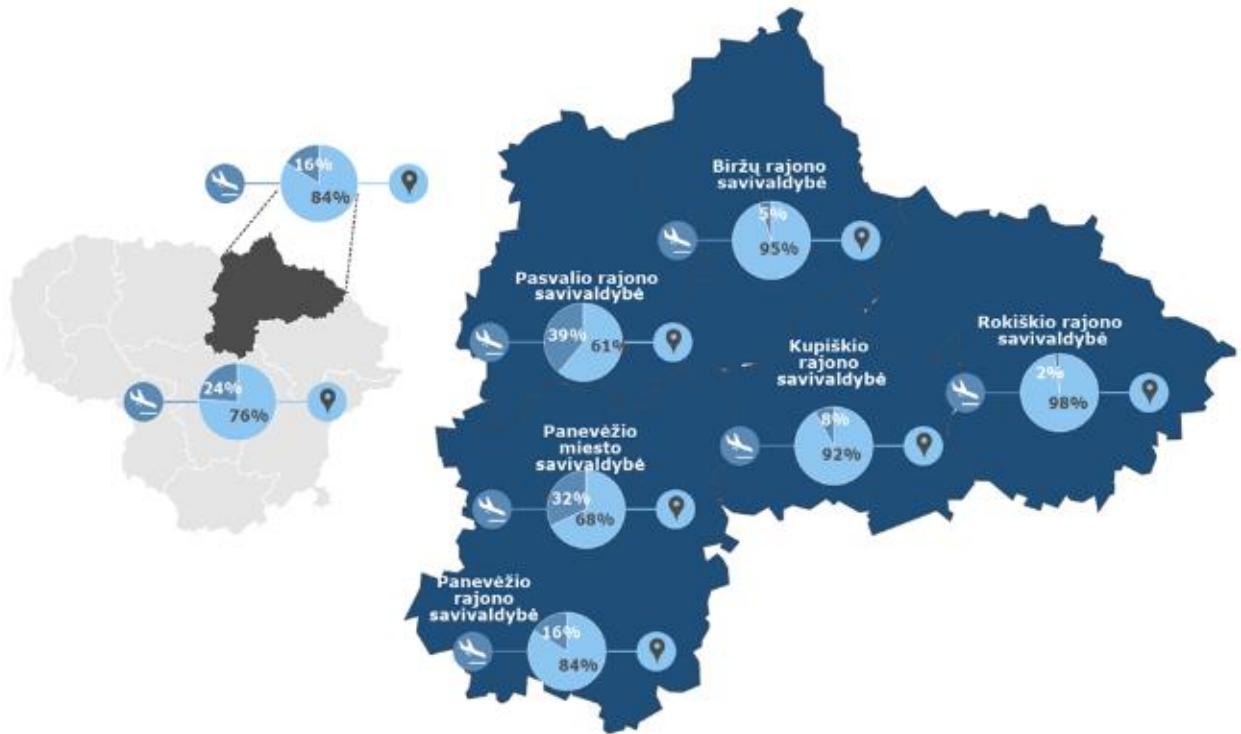 16%
84%
24%
76%
Biržų rajono
savivaldybė
5%
95%
Pasvalio rajono
savivaldybė
39%
61%
Kupiškio
rajono
savivaldybė
8%
92%
Rokiškio rajono
savivaldybė
2%
98%
Panevėžio
miesto
savivaldybė
32%
68%
Panevėžio
rajono
savivaldybė
16%
84%